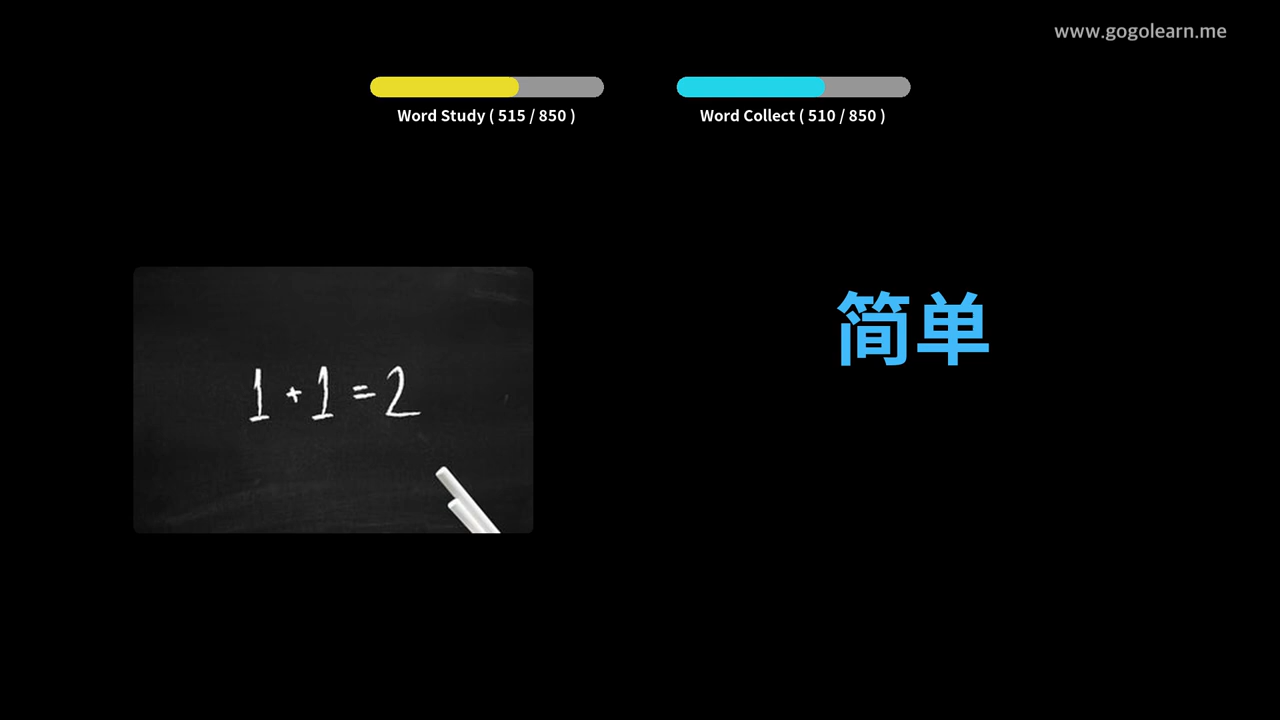 www.gogolearn.me
Word Study ( 515 / 850 )
Word Collect ( 510 / 850 )
1 + 1 = 2
简单